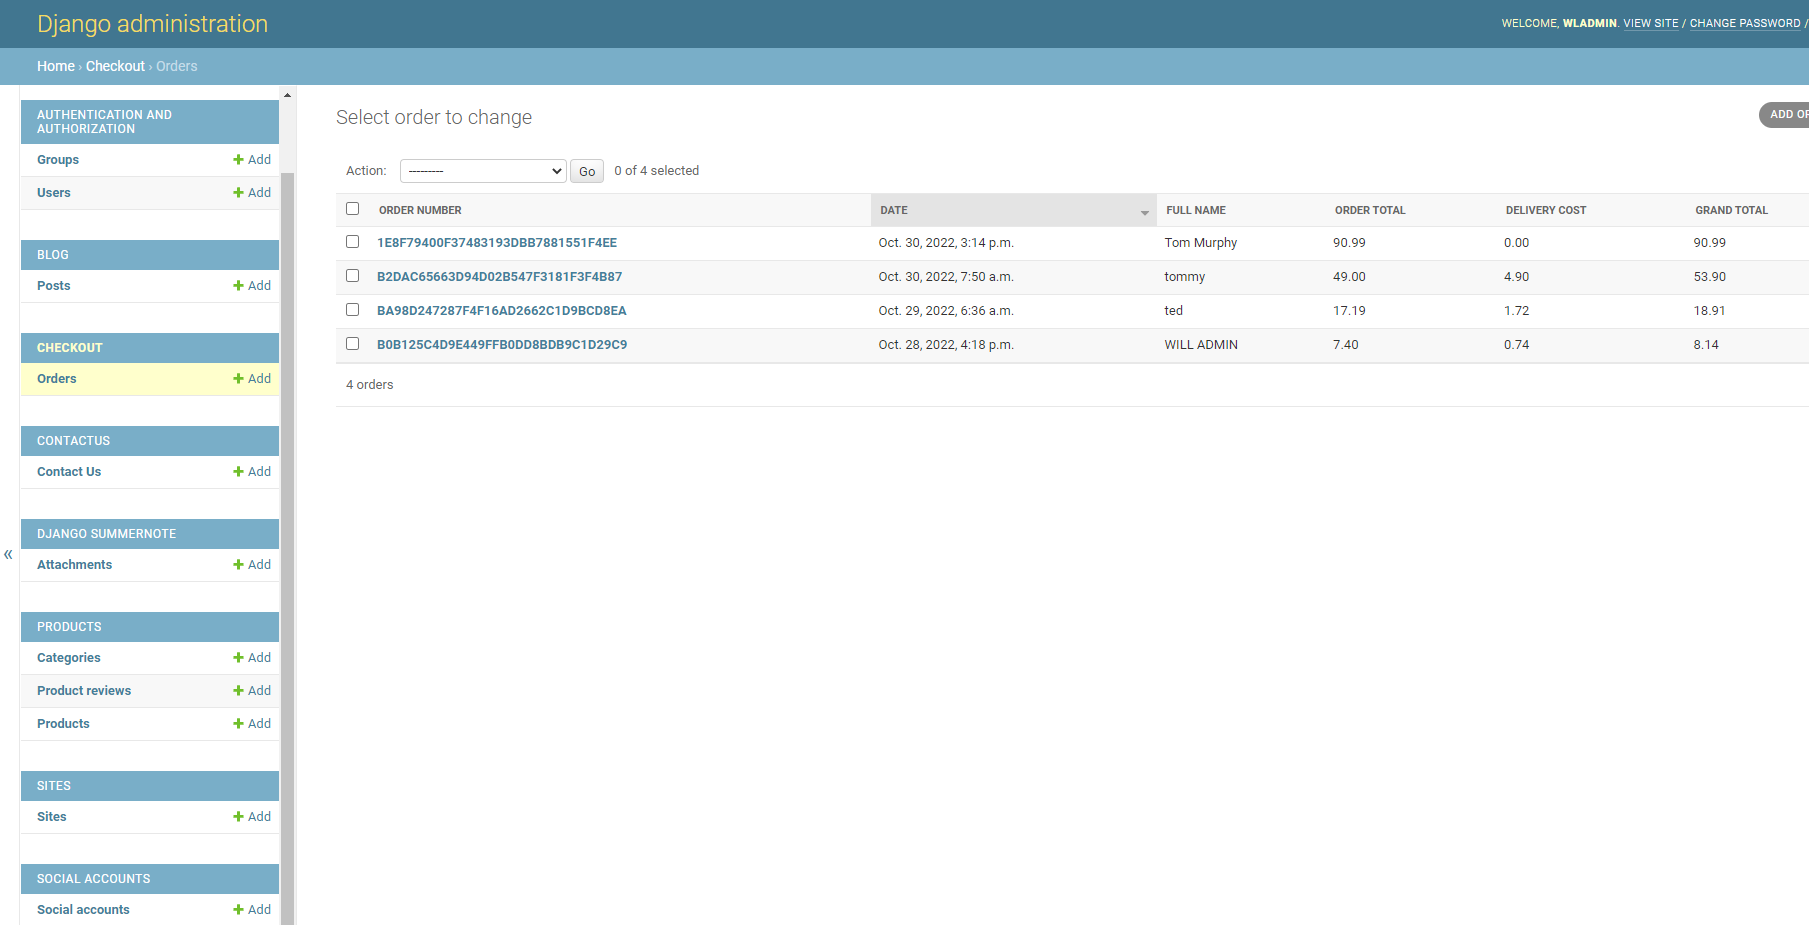 Django administration
WELCOME, WLADMIN. VIEW SITE / CHANGE PASSWORD /
Home › Checkout › Orders
AUTHENTICATION AND
AUTHORIZATION
Groups Add
Users Add
BLOG
Posts Add
CHECKOUT
Orders Add
CONTACTUS
Contact Us Add
DJANGO SUMMERNOTE
Attachments Add
PRODUCTS
Categories Add
Product reviews Add
Products Add
SITES
Sites Add
SOCIAL ACCOUNTS
Social accounts Add
«
Select order to change
ADD OR
Action: --------- Go 0 of 4 selected
ORDER NUMBER DATE FULL NAME ORDER TOTAL DELIVERY COST GRAND TOTAL
1E8F79400F37483193DBB7881551F4EE Oct. 30, 2022, 3:14 p.m. Tom Murphy 90.99 0.00 90.99
B2DAC65663D94D02B547F3181F3F4B87 Oct. 30, 2022, 7:50 a.m. tommy 49.00 4.90 53.90
BA98D247287F4F16AD2662C1D9BCD8EA Oct. 29, 2022, 6:36 a.m. ted 17.19 1.72 18.91
B0B125C4D9E449FFB0DD8BDB9C1D29C9 Oct. 28, 2022, 4:18 p.m. WILL ADMIN 7.40 0.74 8.14
4 orders